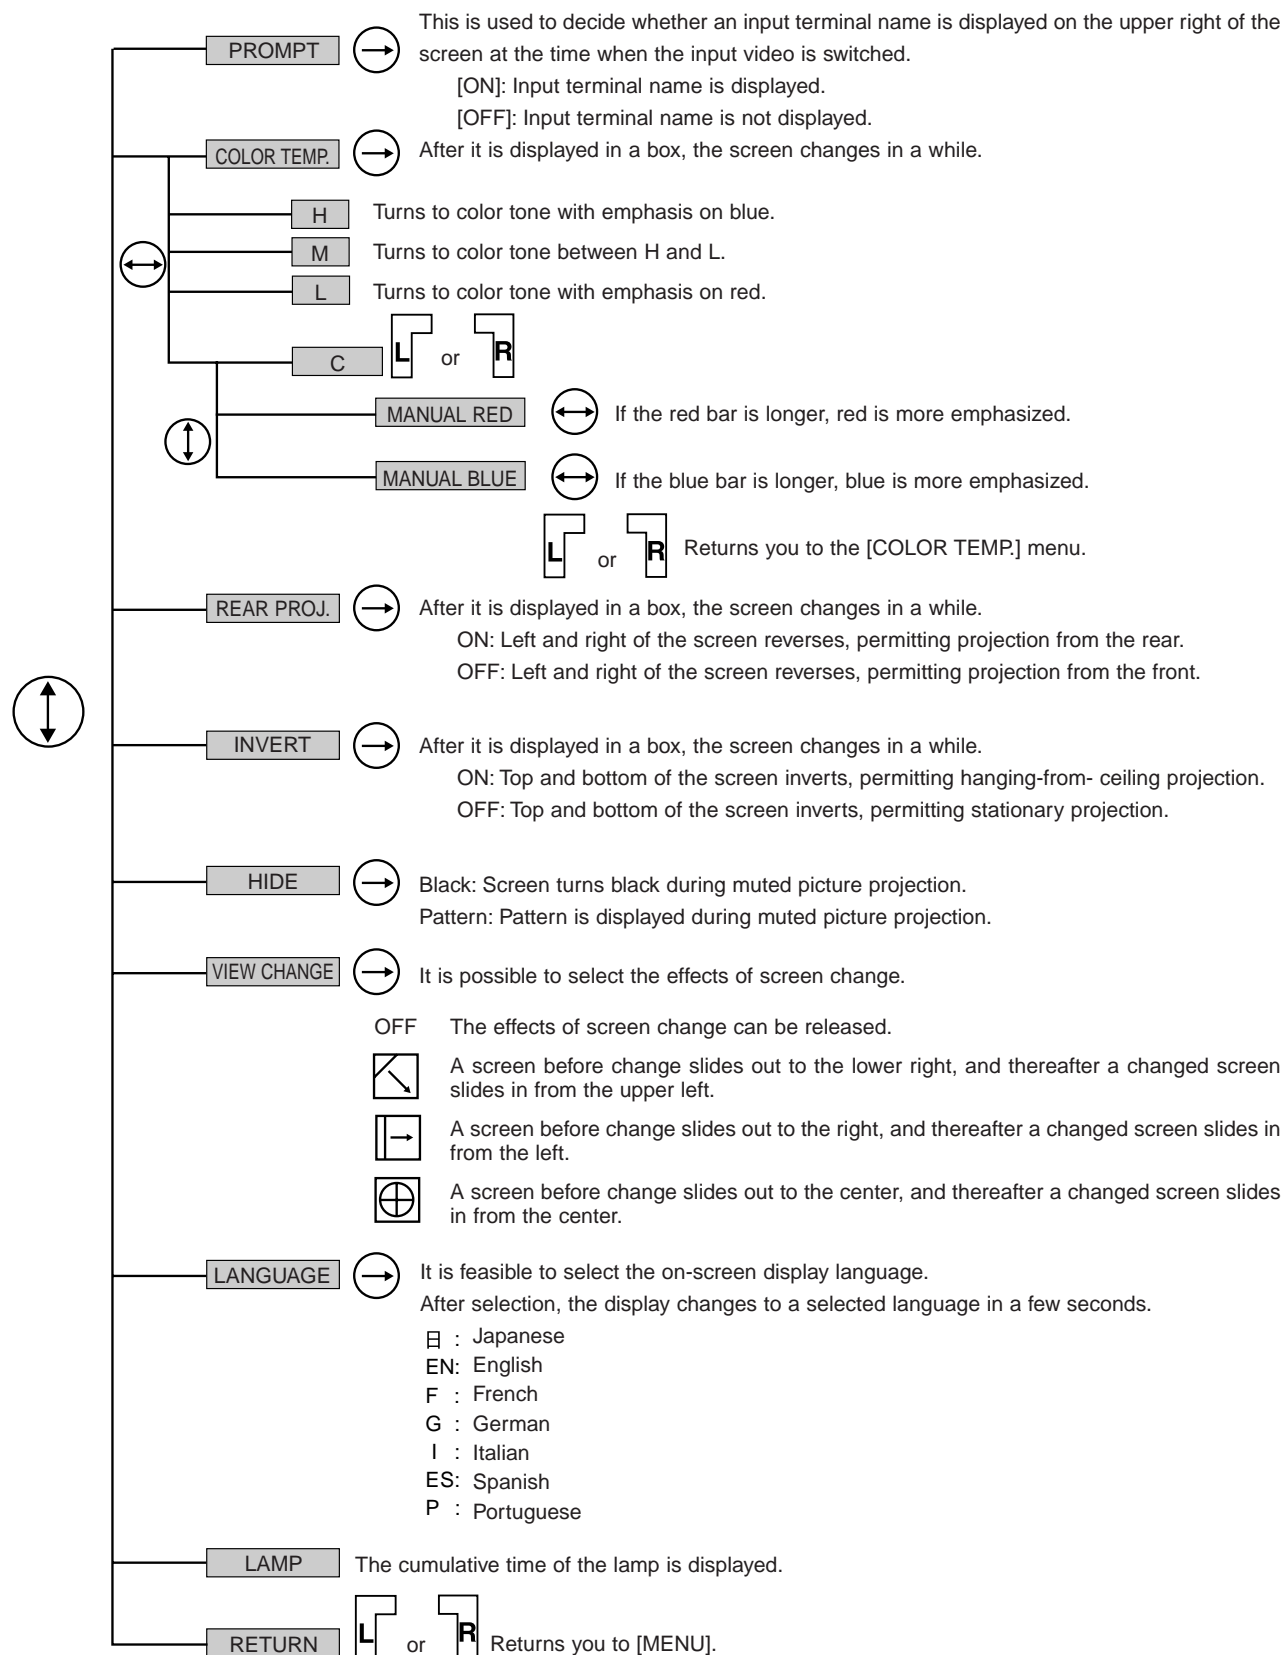 This is used to decide whether an input terminal name is displayed on the upper right of the
PROMPT screen at the time when the input video is switched.
[ON]: Input terminal name is displayed.
[OFF]: Input terminal name is not displayed.
COLOR TEMP. After it is displayed in a box, the screen changes in a while.
H Turns to color tone with emphasis on blue.
M Turns to color tone between H and L.
L Turns to color tone with emphasis on red.
C L or R
MANUAL RED If the red bar is longer, red is more emphasized.
MANUAL BLUE If the blue bar is longer, blue is more emphasized.
L or R Returns you to the [COLOR TEMP.] menu.
REAR PROJ. After it is displayed in a box, the screen changes in a while.
ON: Left and right of the screen reverses, permitting projection from the rear.
OFF: Left and right of the screen reverses, permitting projection from the front.
INVERT After it is displayed in a box, the screen changes in a while.
ON: Top and bottom of the screen inverts, permitting hanging-from- ceiling projection.
OFF: Top and bottom of the screen inverts, permitting stationary projection.
HIDE Black: Screen turns black during muted picture projection.
Pattern: Pattern is displayed during muted picture projection.
VIEW CHANGE It is possible to select the effects of screen change.
OFF The effects of screen change can be released.
A screen before change slides out to the lower right, and thereafter a changed screen
slides in from the upper left.
A screen before change slides out to the right, and thereafter a changed screen slides in
from the left.
A screen before change slides out to the center, and thereafter a changed screen slides
in from the center.
LANGUAGE It is feasible to select the on-screen display language.
After selection, the display changes to a selected language in a few seconds.
日 : Japanese
EN: English
F : French
G : German
I : Italian
ES: Spanish
P : Portuguese
LAMP The cumulative time of the lamp is displayed.
RETURN L or R Returns you to [MENU].